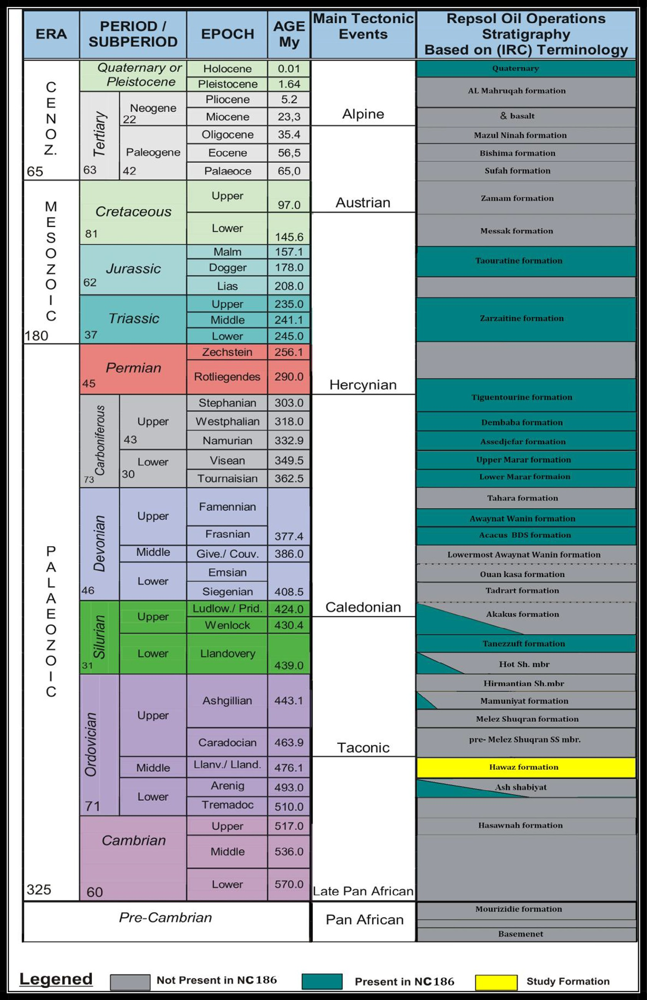 ERA
PERIOD /
SUBPERIOD
EPOCH
AGE
My
Main Tectonic
Events
Repsol Oil Operations
Stratigraphy
Based on (IRC) Terminology
CENOZ.
65
Quaternary or
Pleistocene
Holocene 0.01
Pleistocene 1.64
Tertiary
63
Neogene
22
Pliocene 5.2
Miocene 23,3
Paleogene
42
Oligocene 35.4
Eocene 56,5
Palaeoce 65,0
MESOZOIC
180
Cretaceous
81
Upper
97.0
Lower
145.6
Jurassic
62
Malm 157.1
Dogger 178.0
Lias 208.0
Triassic
37
Upper 235.0
Middle 241.1
Lower 245.0
PALAEOZOIC
325
Permian
45
Zechstein 256.1
Rotliegendes 290.0
Carboniferous
73
Upper
43
Stephanian 303.0
Westphalian 318.0
Namurian 332.9
Lower
30
Visean 349.5
Tournaisian 362.5
Devonian
46
Upper
Famennian
Frasnian 377.4
Middle
Give./ Couv. 386.0
Lower
Emsian
Siegenian 408.5
Silurian
31
Upper
Ludlow./ Prid. 424.0
Wenlock 430.4
Lower
Llandovery
439.0
Ordovician
71
Upper
Ashgillian 443.1
Caradocian 463.9
Middle
Llanv./ Lland. 476.1
Lower
Arenig 493.0
Tremadoc 510.0
Cambrian
60
Upper 517.0
Middle 536.0
Lower 570.0
Pre-Cambrian
Alpine
Austrian
Hercynian
Caledonian
Taconic
Late Pan African
Pan African
Quaternary
AL Mahruqah formation
& basalt
Mazul Ninah formation
Bishima formation
Sufah formation
Zamam formation
Messak formation
Taouratine formation
Zarzaitine formation
Tiguentourine formation
Dembaba formation
Assedjefar formation
Upper Marar formation
Lower Marar formaion
Tahara formation
Awaynat Wanin formation
Acacus BDS formation
Lowermost Awaynat Wanin formation
Ouan kasa formation
Tadrart formation
Akakus formation
Tanezzuft formation
Hot Sh. mbr
Hirmantian Sh.mbr
Mamuniyat formation
Melez Shuqran formation
pre- Melez Shuqran SS mbr.
Hawaz formation
Ash shabiyat
Hasawnah formation
Mourizidie formation
Basemenet
Legened
Not Present in NC186
Present in NC186
Study Formation